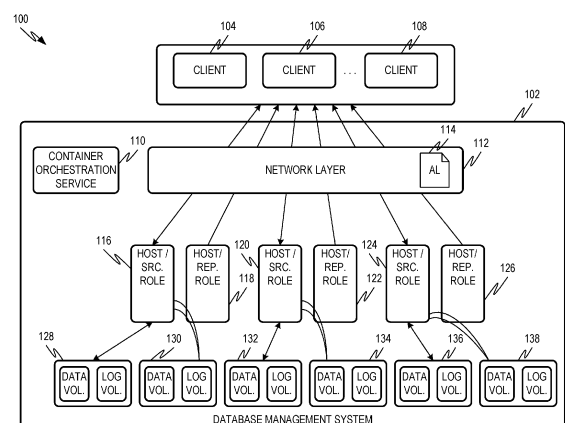 100
104
106
108
CLIENT
CLIENT
. . .
CLIENT
102
110
114
112
CONTAINER
ORCHESTRATION
SERVICE
NETWORK LAYER
AL
116
HOST /
SRC.
ROLE
HOST/
REP.
ROLE
118
120
HOST /
SRC.
ROLE
HOST/
REP.
ROLE
122
124
HOST /
SRC.
ROLE
HOST/
REP.
ROLE
126
128
130
132
134
136
138
DATA
VOL.
LOG
VOL.
DATA
VOL.
LOG
VOL.
DATA
VOL.
LOG
VOL.
DATA
VOL.
LOG
VOL.
DATA
VOL.
LOG
VOL.
DATA
VOL.
LOG
VOL.
DATABASE MANAGEMENT SYSTEM